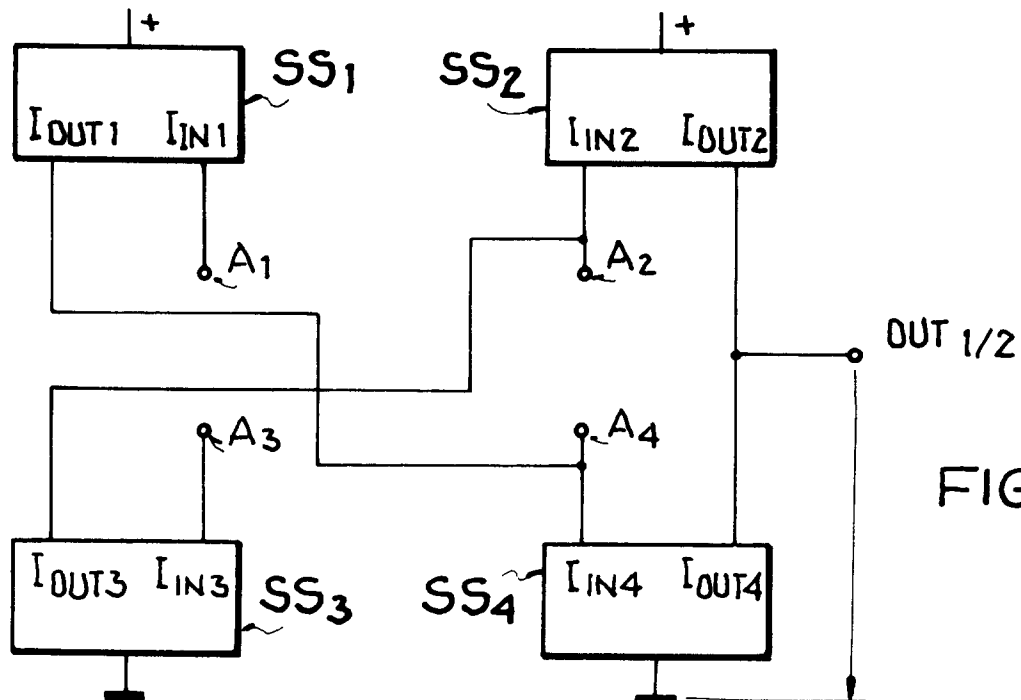 + +
SS1 SS2
IOUT1 IIN1 IIN2 IOUT2
A1 A2
OUT 1/2
A3 A4
FIG
IOUT3 IIN3 IIN4 IOUT4
SS3 SS4